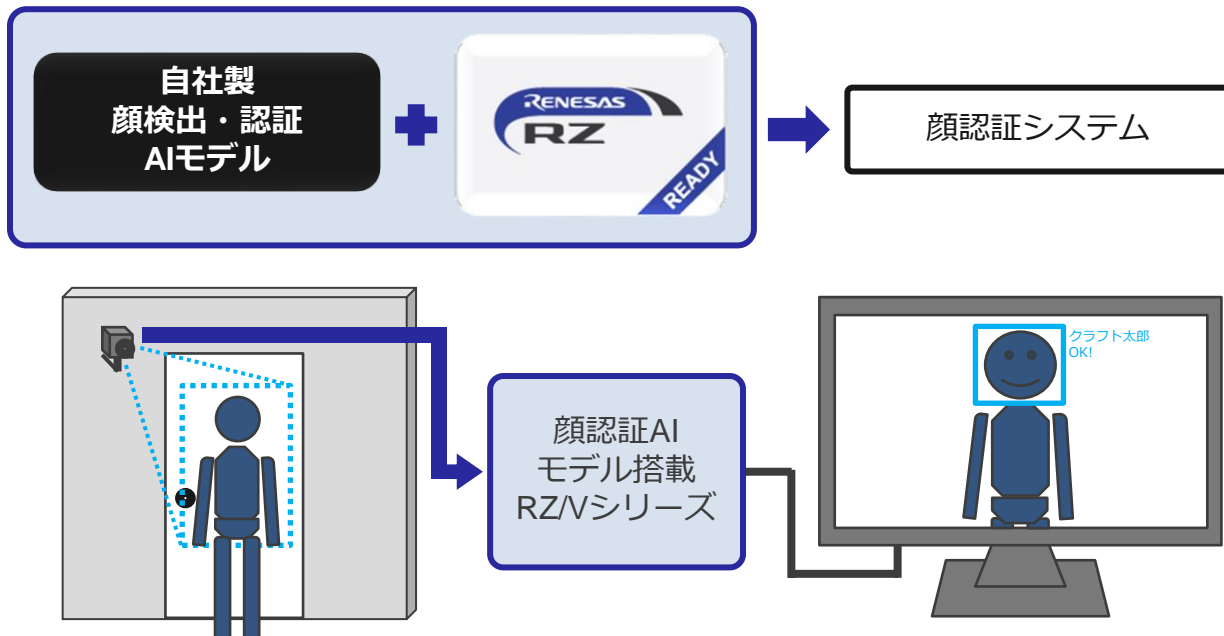 自社製
顔検出・認証
AIモデル
RENESAS
RZ
READY
顔認証システム
クラフト太郎
OK!
顔認証AI
モデル搭載
RZ/Vシリーズ